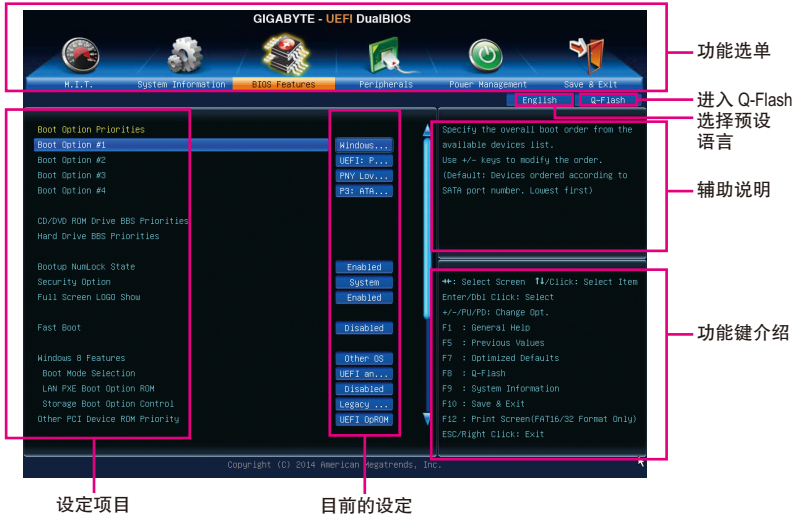 GIGABYTE - UEFI DualBIOS
M.I.T.
System Information
BIOS Features
Peripherals
Power Management
Save & Exit
功能选单
English
Q-Flash
进入 Q-Flash
选择预设
语言
Boot Option Priorities
Boot Option #1
Windows...
Boot Option #2
UEFI: P...
Boot Option #3
PNY Lov...
Boot Option #4
P3: ATA...
CD/DVD ROM Drive BBS Priorities
Hard Drive BBS Priorities
Bootup NumLock State
Enabled
Security Option
System
Full Screen LOGO Show
Enabled
Fast Boot
Disabled
Windows 8 Features
Other OS
Boot Mode Selection
UEFI an...
LAN PXE Boot Option ROM
Disabled
Storage Boot Option Control
Legacy ...
Other PCI Device ROM Priority
UEFI OpROM
Specify the overall boot order from the
available devices list.
Use +/- keys to modify the order.
(Default: Devices ordered according to
SATA port number. Lowest first)
辅助说明
→←: Select Screen ↑↓/Click: Select Item
Enter/Dbl Click: Select
+/-/PU/PD: Change Opt.
F1 : General Help
F5 : Previous Values
F7 : Optimized Defaults
F8 : Q-Flash
F9 : System Information
F10 : Save & Exit
F12 : Print Screen(FAT16/32 Format Only)
ESC/Right Click: Exit
功能键介绍
Copyright (C) 2014 American Megatrends, Inc.
设定项目
目前的设定